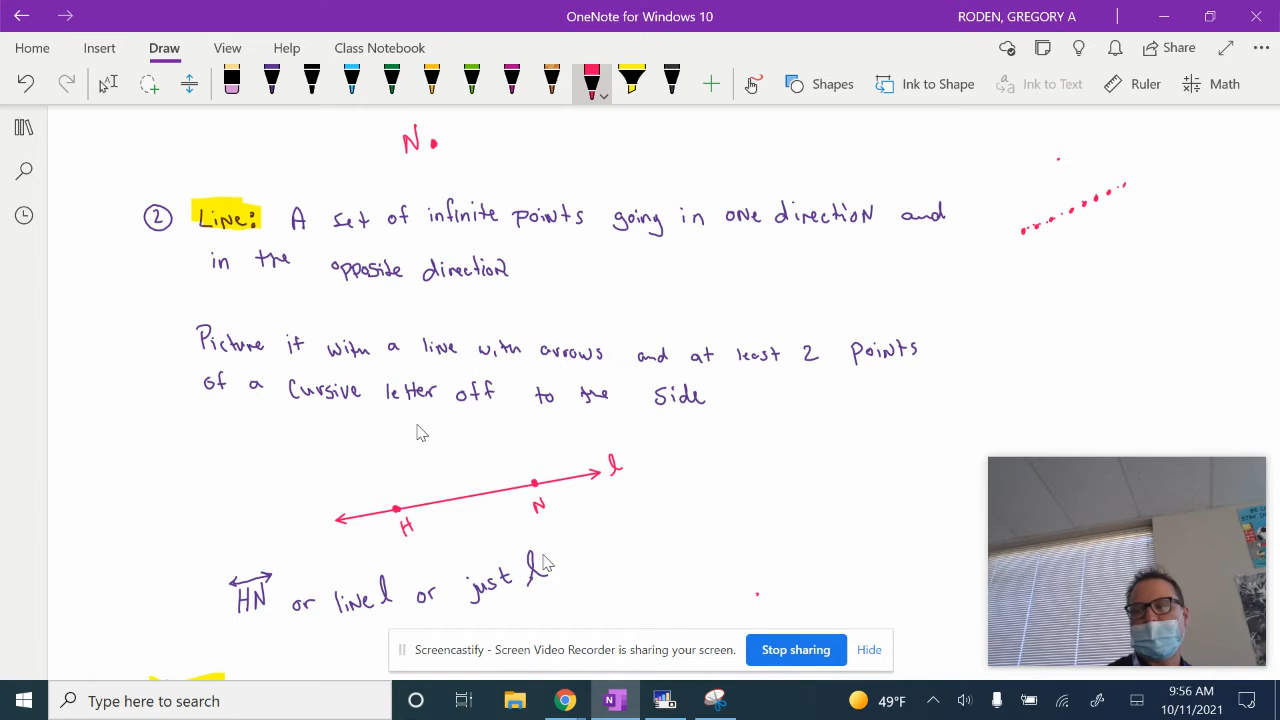 OneNote for Windows 10
RODEN, GREGORY A
Home Insert Draw View Help Class Notebook
Share
Shapes Ink to Shape Ink to Text Ruler Math
N
2 Line: A set of infinite points going in one direction and
in the opposite direction
Picture it with a line with arrows and at least 2 points
of a cursive letter off to the side
l
H N
HN or line l or just l
Screencastify - Screen Video Recorder is sharing your screen. Stop sharing Hide
Type here to search
49°F
9:56 AM
10/11/2021